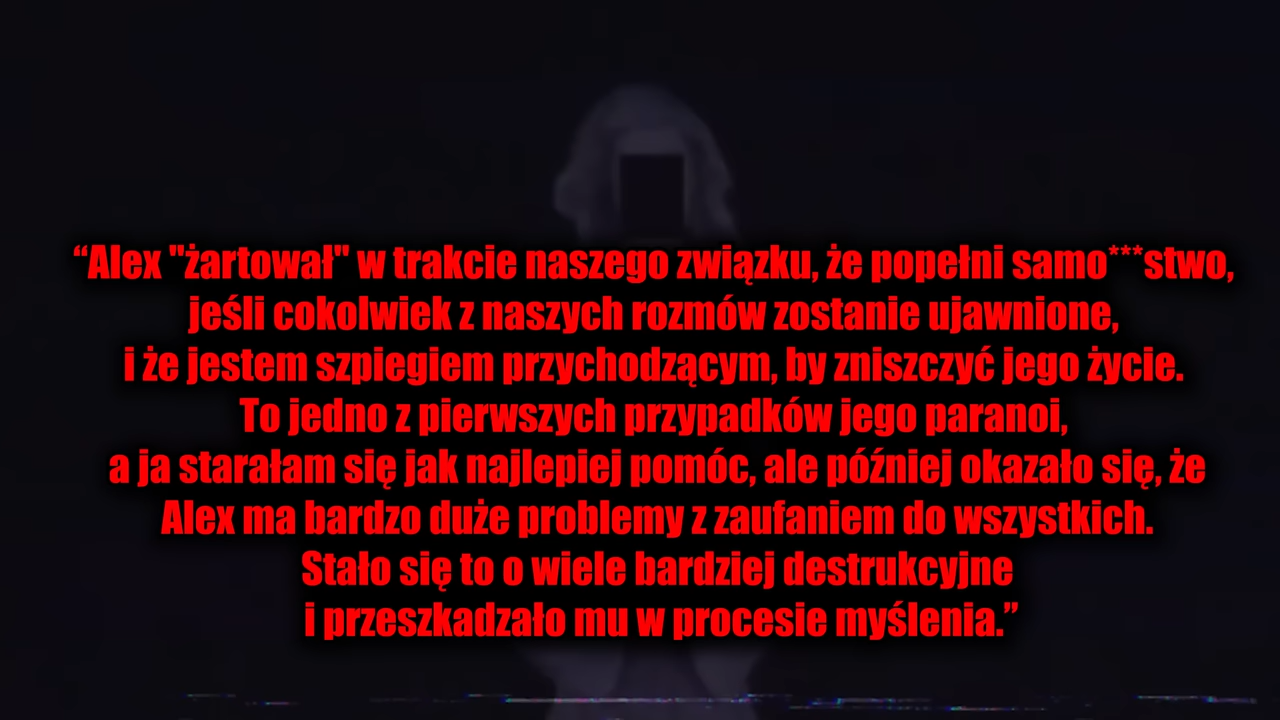 “Alex "żartował" w trakcie naszego związku, że popełni samo***stwo,
jeśli cokolwiek z naszych rozmów zostanie ujawnione,
i że jestem szpiegiem przychodzącym, by zniszczyć jego życie.
To jedno z pierwszych przypadków jego paranoi,
a ja starałam się jak najlepiej pomóc, ale później okazało się, że
Alex ma bardzo duże problemy z zaufaniem do wszystkich.
Stało się to o wiele bardziej destrukcyjne
i przeszkadzało mu w procesie myślenia.”